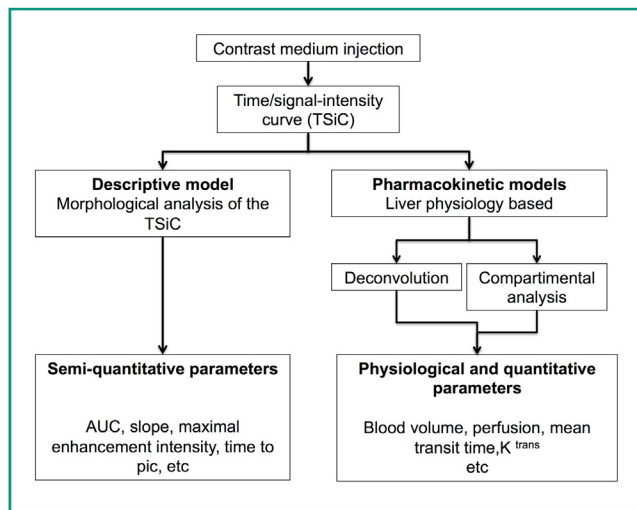 Contrast medium injection
Time/signal-intensity
curve (TSiC)
Descriptive model
Morphological analysis of the
TSiC
Pharmacokinetic models
Liver physiology based
Deconvolution
Compartimental
analysis
Semi-quantitative parameters
AUC, slope, maximal
enhancement intensity, time to
pic, etc
Physiological and quantitative
parameters
Blood volume, perfusion, mean
transit time,K trans
etc